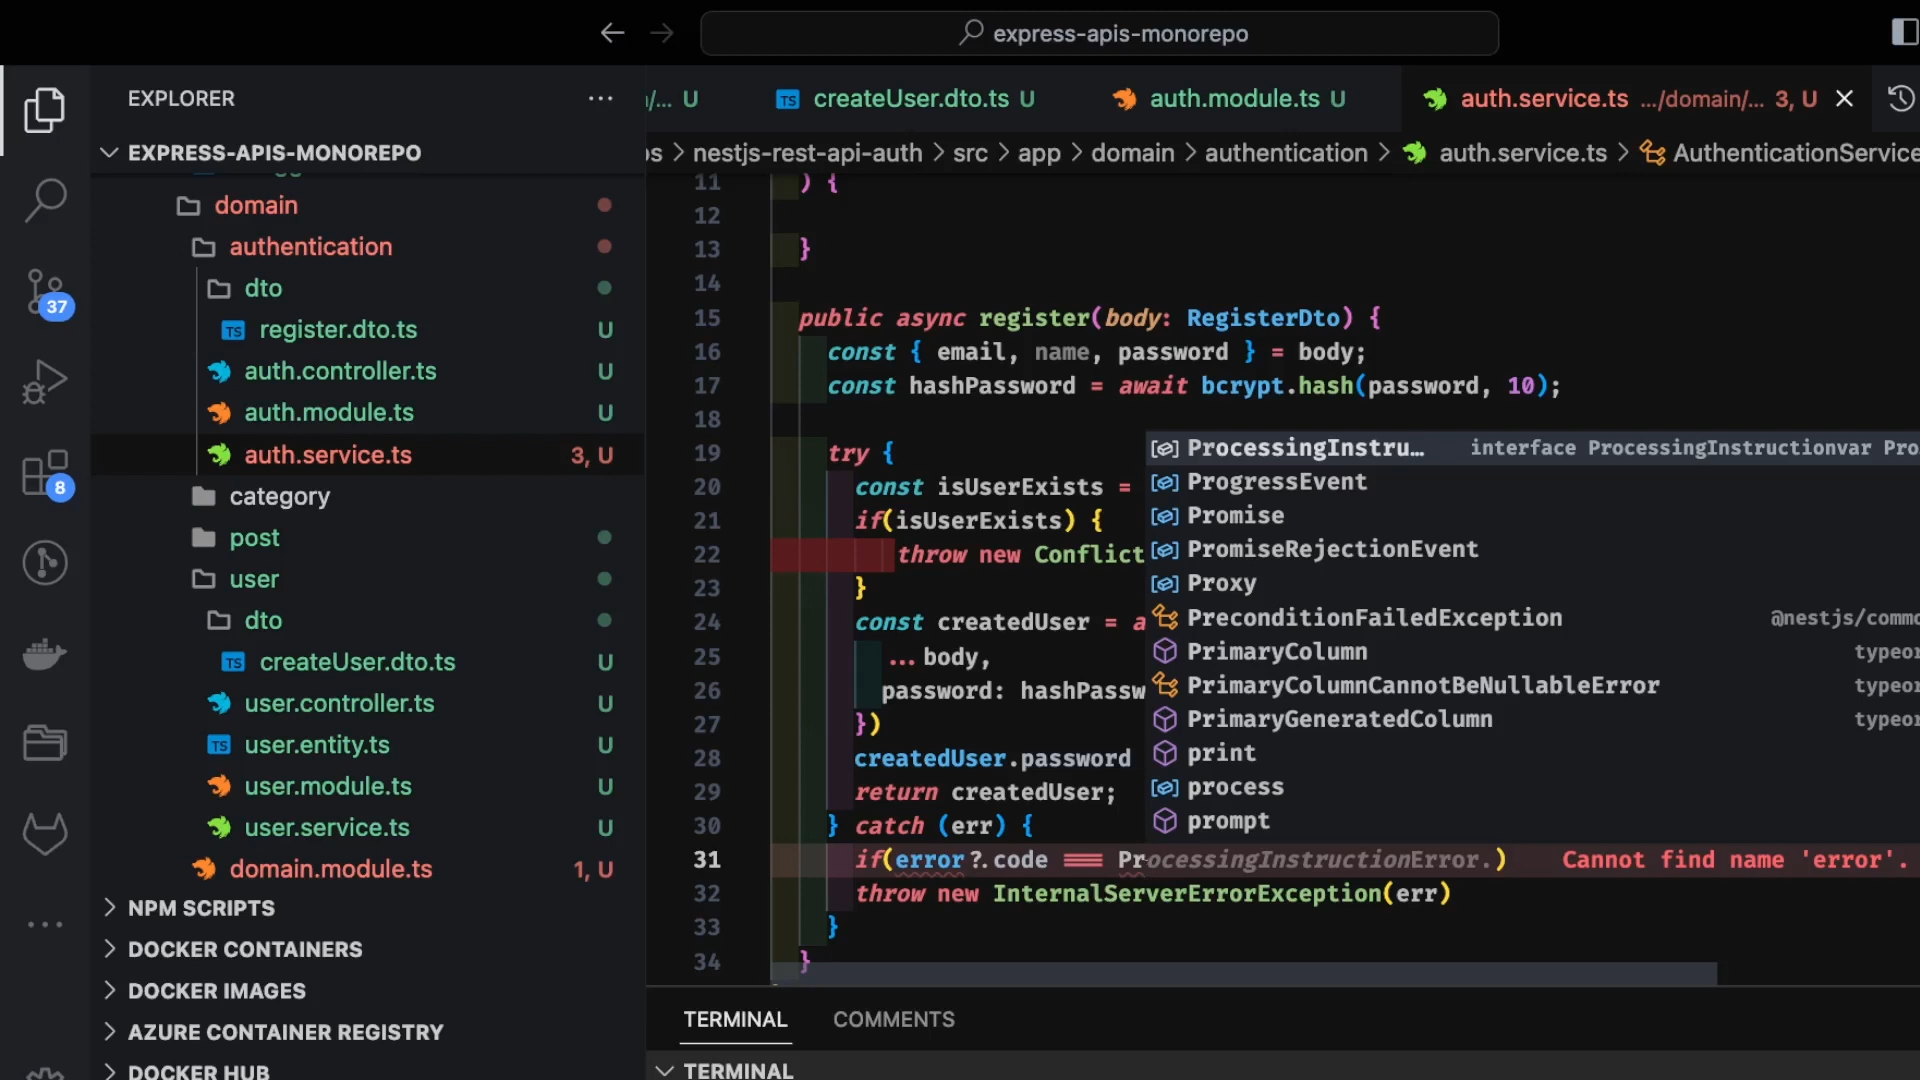 express-apis-monorepo
EXPLORER
EXPRESS-APIS-MONOREPO
domain
authentication
dto
register.dto.ts U
auth.controller.ts U
auth.module.ts U
auth.service.ts 3, U
category
post
user
dto
createUser.dto.ts U
user.controller.ts U
user.entity.ts U
user.module.ts U
user.service.ts U
domain.module.ts 1, U
NPM SCRIPTS
DOCKER CONTAINERS
DOCKER IMAGES
AZURE CONTAINER REGISTRY
DOCKER HUB
37
8
/... U
TS createUser.dto.ts U
auth.module.ts U
auth.service.ts .../domain/... 3, U
os > nestjs-rest-api-auth > src > app > domain > authentication > auth.service.ts > AuthenticationService
11 ) {
12
13 }
14
15 public async register(body: RegisterDto) {
16 const { email, name, password } = body;
17 const hashPassword = await bcrypt.hash(password, 10);
18
19 try {
20 const isUserExists =
21 if(isUserExists) {
22 throw new Conflict
23 }
24 const createdUser = a
25 ...body,
26 password: hashPassw
27 })
28 createdUser.password
29 return createdUser;
30 } catch (err) {
31 if(error?.code === ProcessingInstructionError.) Cannot find name 'error'.
32 throw new InternalServerErrorException(err)
33 }
34 }
ProcessingInstru… interface ProcessingInstructionvar Pro
ProgressEvent
Promise
PromiseRejectionEvent
Proxy
PreconditionFailedException @nestjs/commo
PrimaryColumn typeor
PrimaryColumnCannotBeNullableError typeor
PrimaryGeneratedColumn typeor
print
process
prompt
TERMINAL COMMENTS
TERMINAL